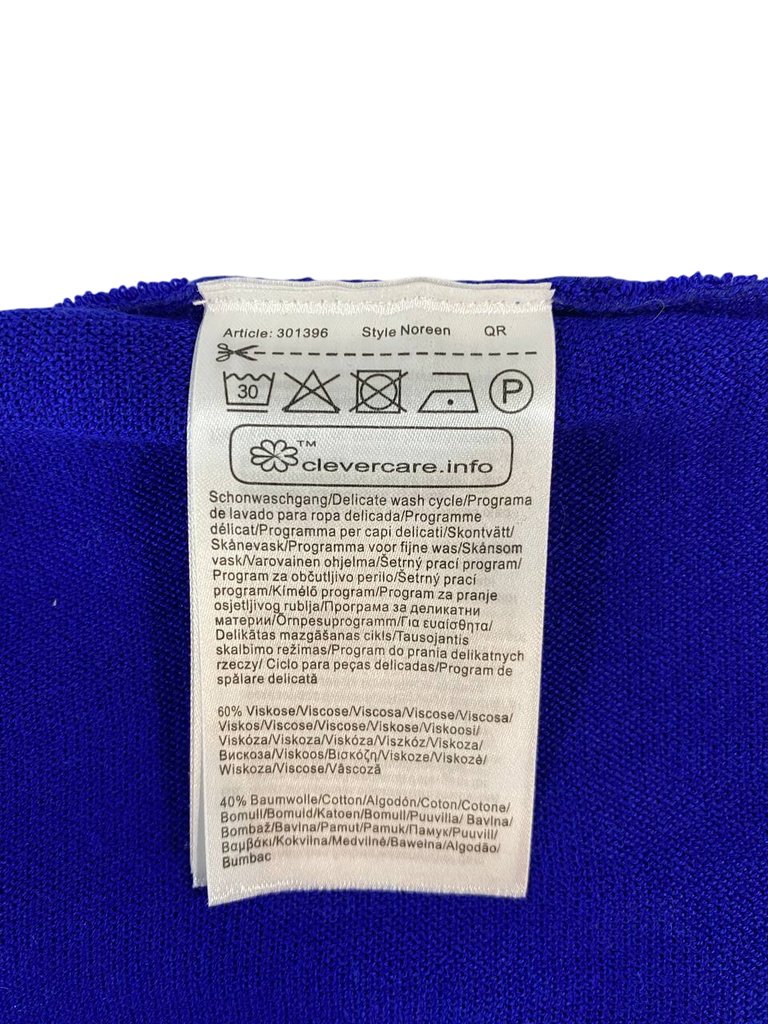 Article: 301396 Style Noreen QR
30 P
™
clevercare.info
Schonwaschgang/Delicate wash cycle/Programa
de lavado para ropa delicada/Programme
délicat/Programma per capi delicati/Skontvätt/
Skånevask/Programma voor fijne was/Skånsom
vask/Varovainen ohjelma/Šetrný prací program/
Program za občutljivo perilo/Šetrný prací
program/Kímélő program/Program za pranje
osjetljivog rublja/Програма за деликатни
материи/Õrnpesuprogramm/Για ευαίσθητα/
Delikātas mazgāšanas cikls/Tausojantis
skalbimo režimas/Program do prania delikatnych
rzeczy/ Ciclo para peças delicadas/Program de
spălare delicată
60% Viskose/Viscose/Viscosa/Viscose/Viscosa/
Viskos/Viscose/Viscose/Viskose/Viskoosi/
Viskóza/Viskoza/Viskóza/Viszkóz/Viskoza/
Вискоза/Viskoos/Βισκόζη/Viskoze/Viskozė/
Wiskoza/Viscose/Vâscoză
40% Baumwolle/Cotton/Algodón/Coton/Cotone/
Bomull/Bomuld/Katoen/Bomull/Puuvilla/ Bavlna/
Bombaž/Bavlna/Pamut/Pamuk/Памук/Puuvill/
Βαμβάκι/Kokvilna/Medvilnė/Bawełna/Algodão/
Bumbac